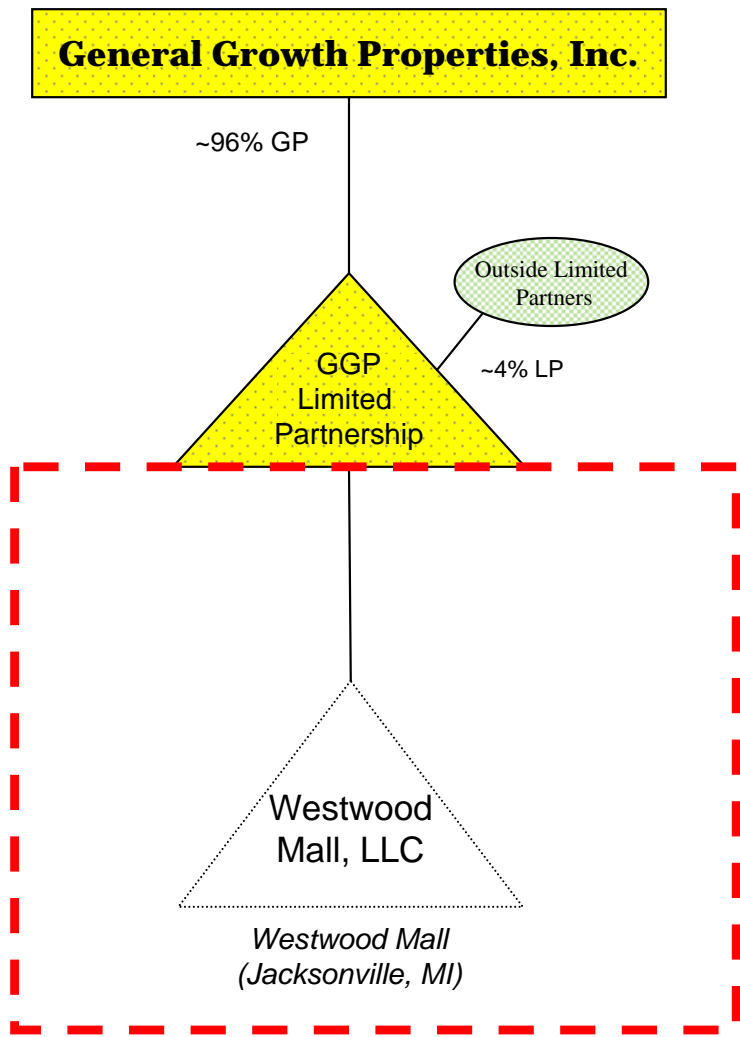 General Growth Properties, Inc.
~96% GP
Outside Limited
Partners
~4% LP
GGP
Limited
Partnership
Westwood
Mall, LLC
Westwood Mall
(Jacksonville, MI)